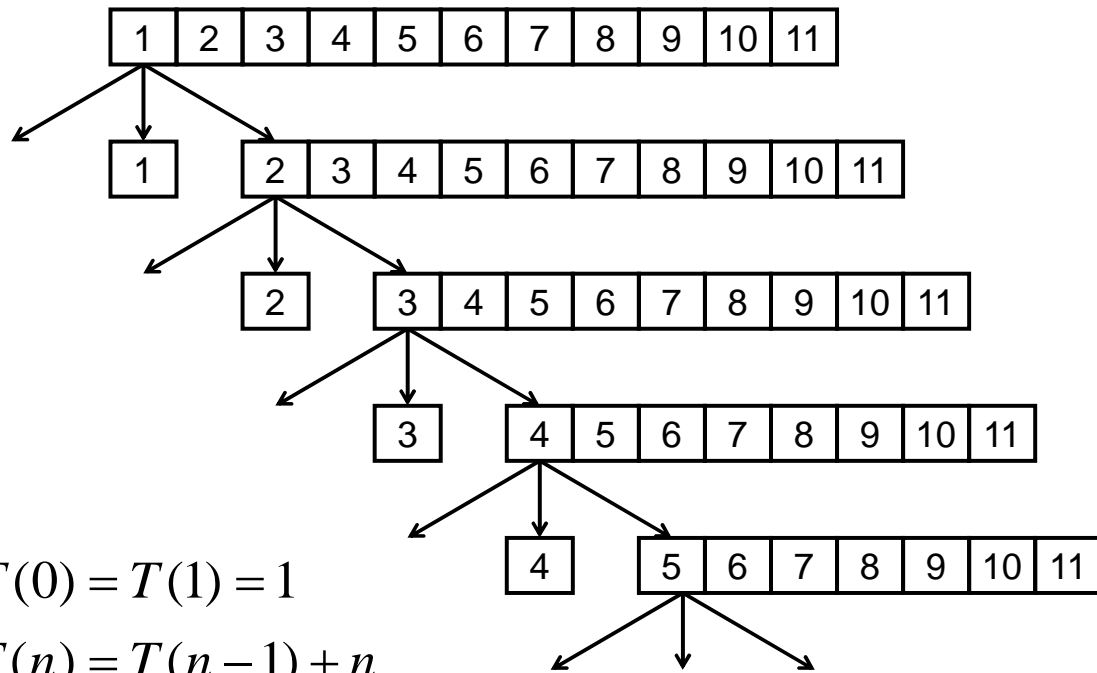 1 2 3 4 5 6 7 8 9 10 11
1 2 3 4 5 6 7 8 9 10 11
2 3 4 5 6 7 8 9 10 11
3 4 5 6 7 8 9 10 11
4 5 6 7 8 9 10 11
T(0) = T(1) = 1
T(n) = T(n − 1) + n